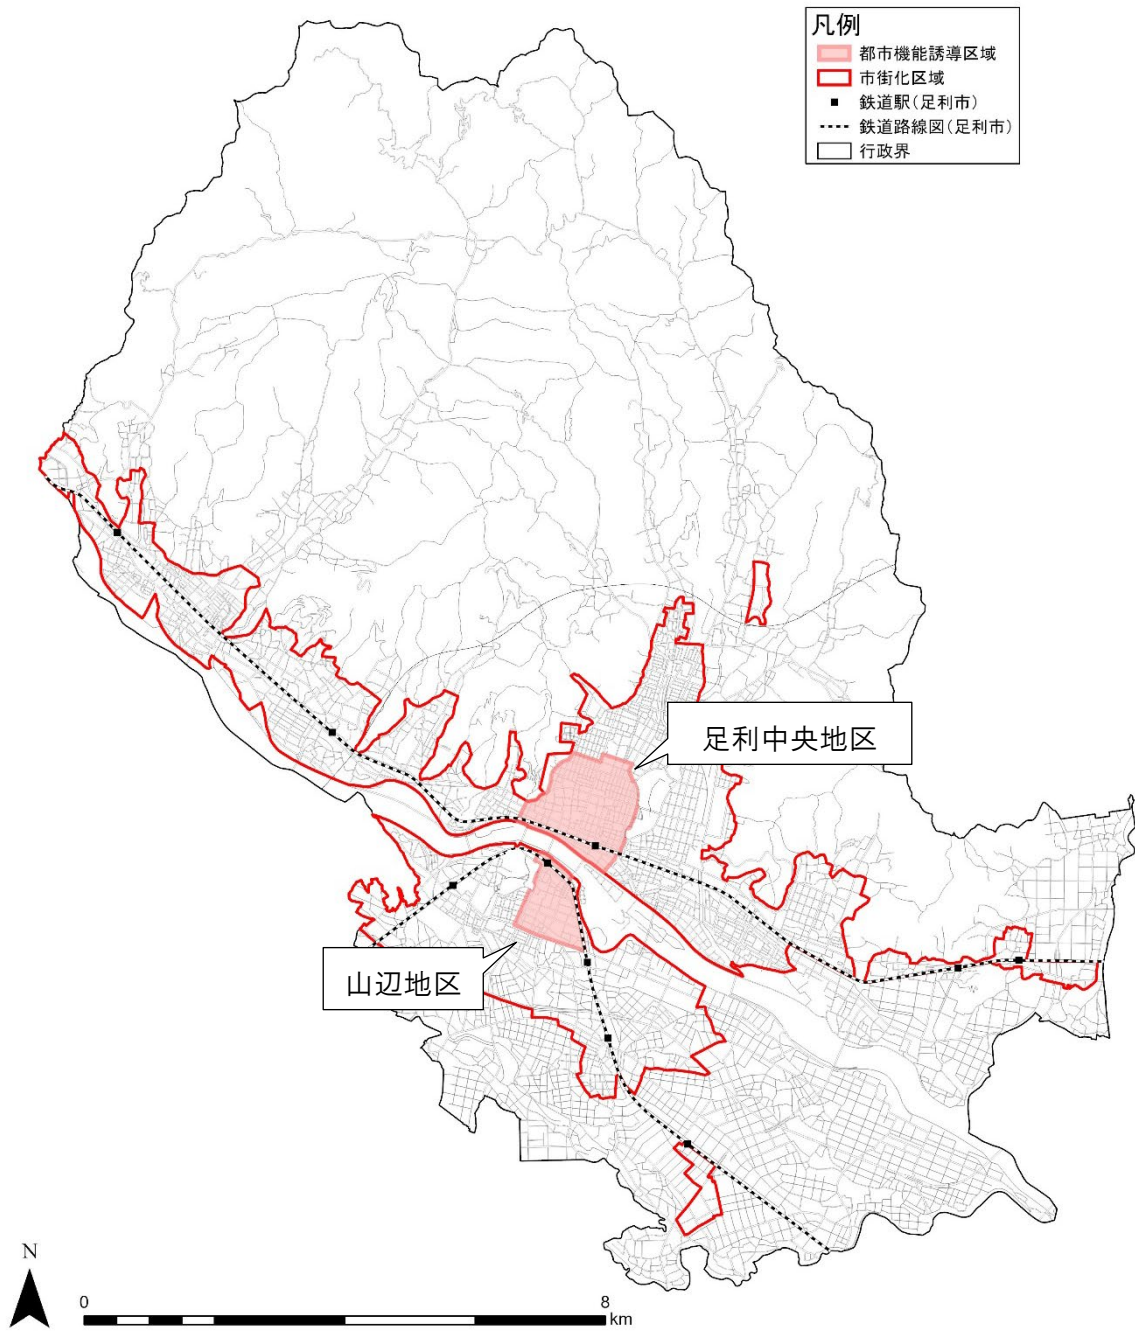 凡例
都市機能誘導区域
市街化区域
鉄道駅(足利市)
鉄道路線図(足利市)
行政界
足利中央地区
山辺地区
N
0 8
km